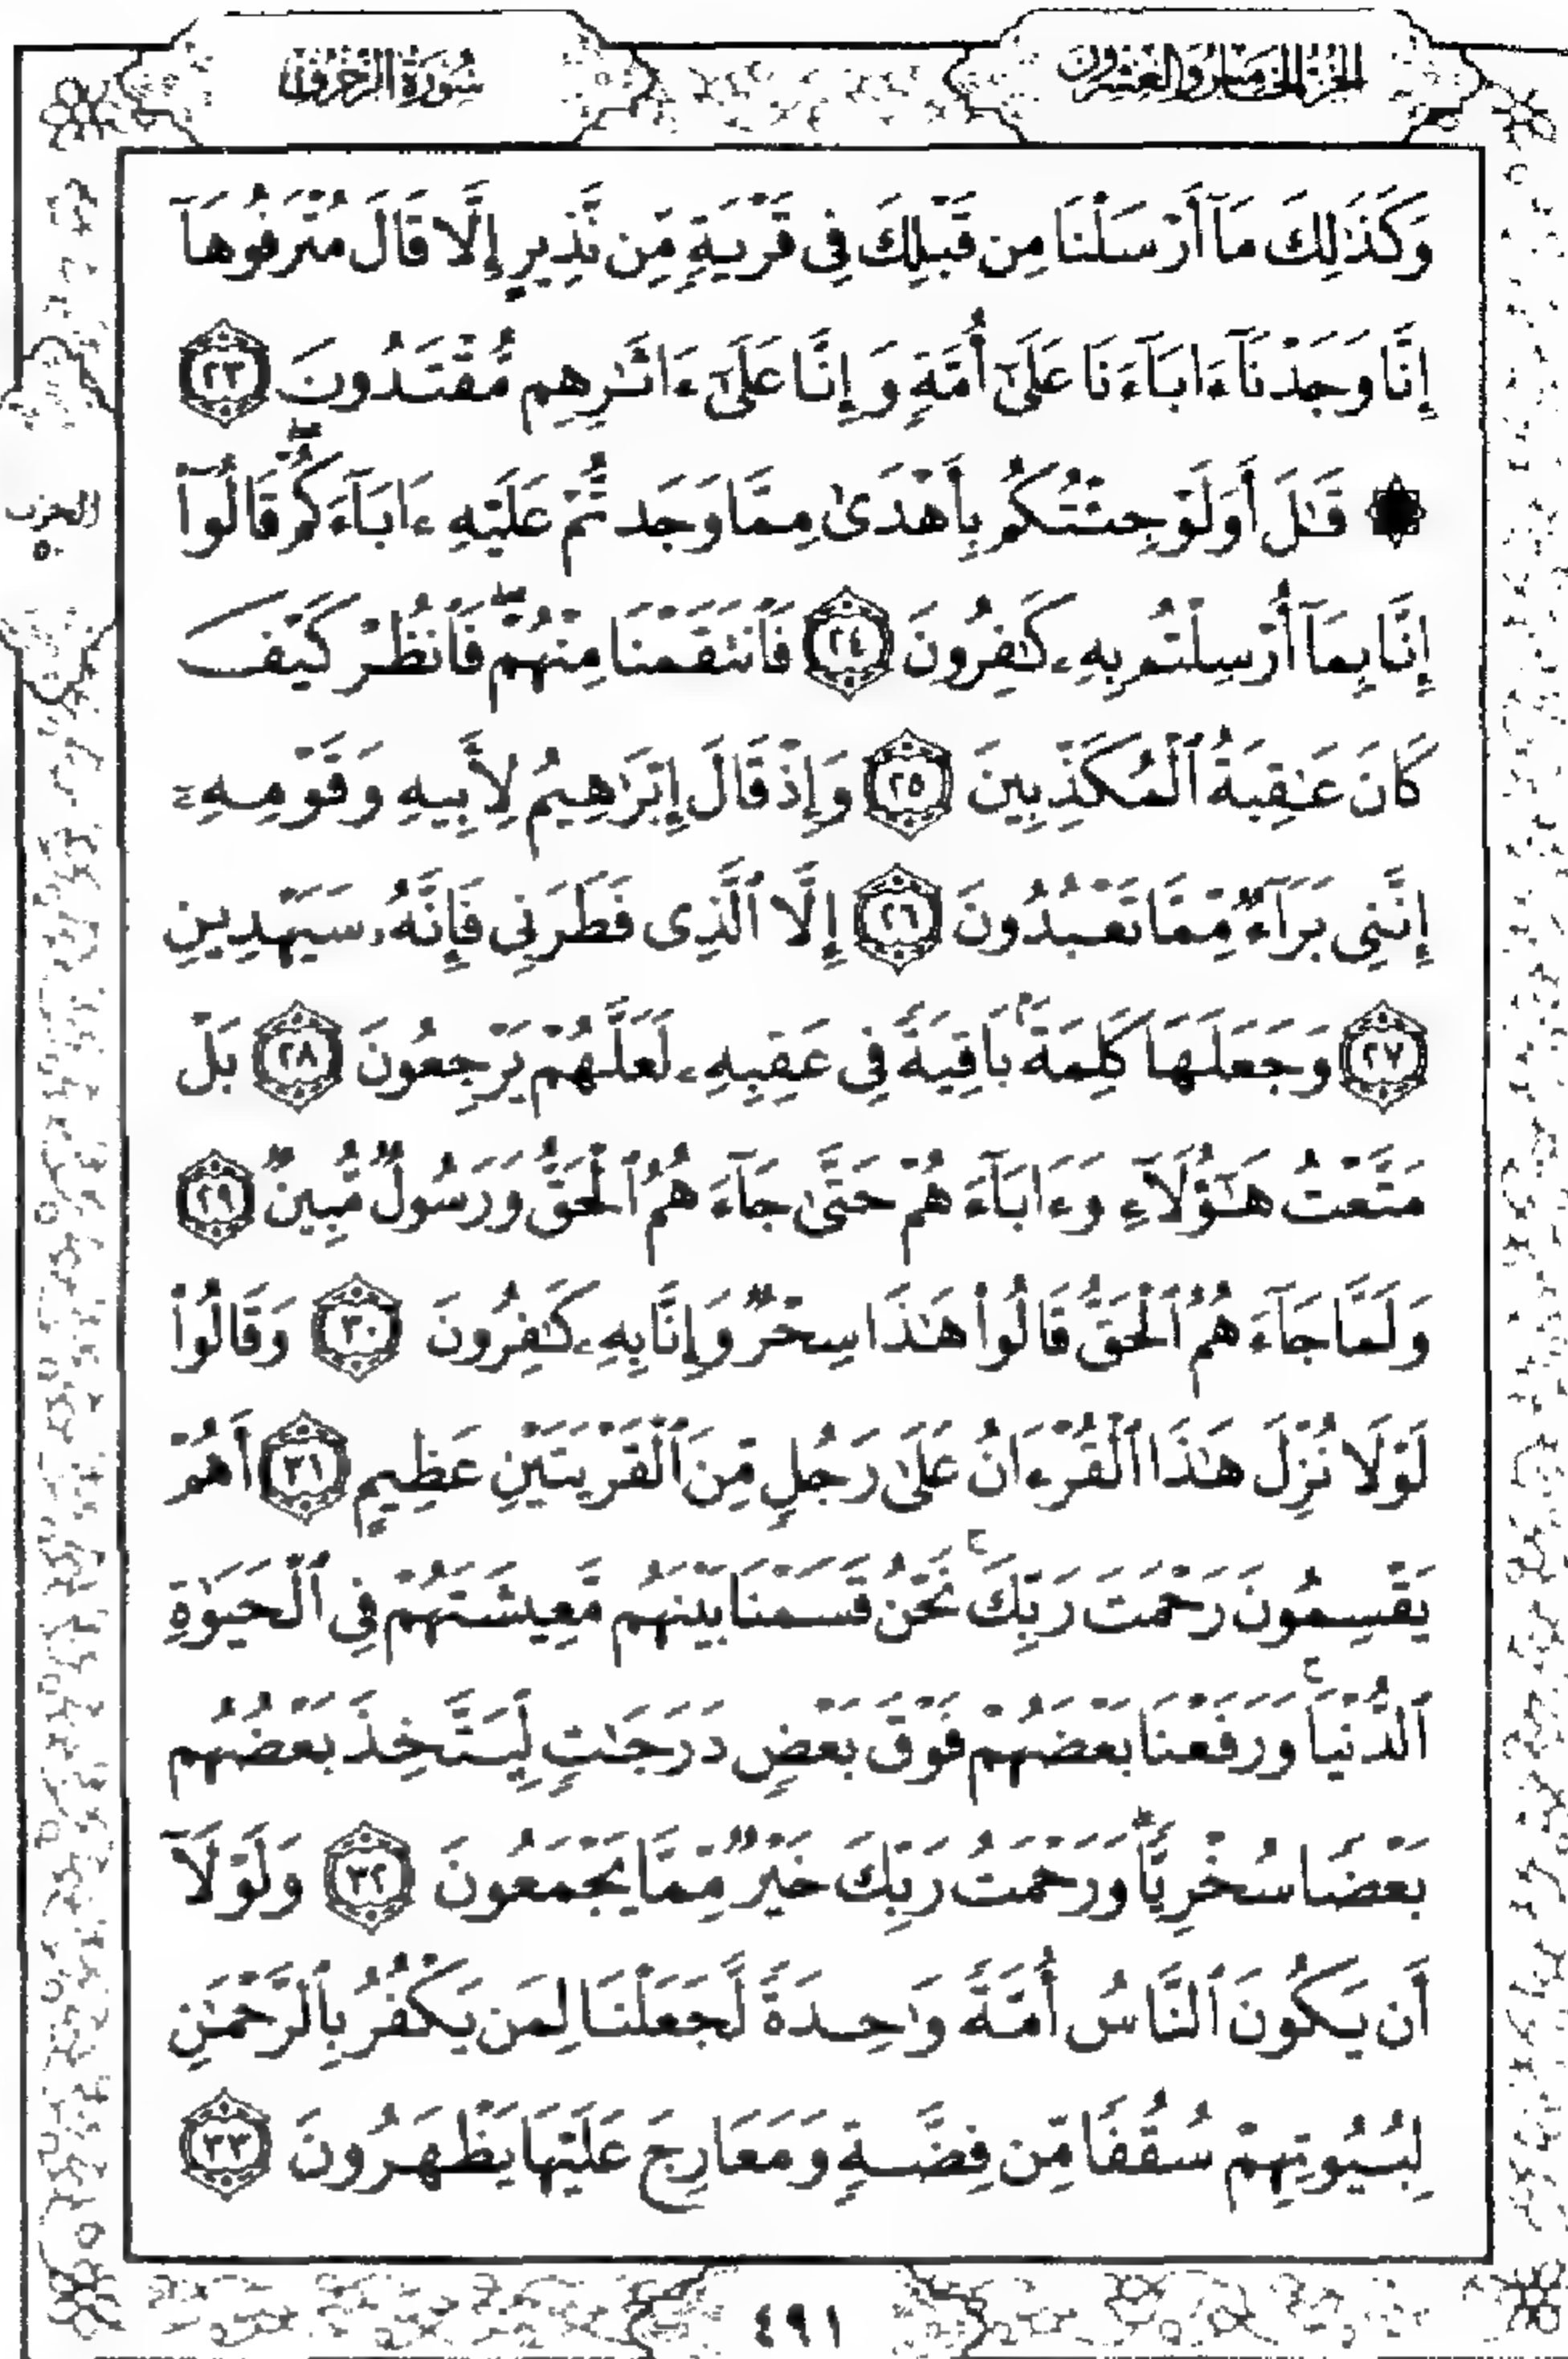 الجزء الخامس والعشرون
سورة الزخرف
وَكَذَٰلِكَ مَآ أَرْسَلْنَا مِن قَبْلِكَ فِى قَرْيَةٍ مِّن نَّذِيرٍ إِلَّا قَالَ مُتْرَفُوهَآ
إِنَّا وَجَدْنَآ ءَابَآءَنَا عَلَىٰٓ أُمَّةٍ وَإِنَّا عَلَىٰٓ ءَاثَٰرِهِم مُّقْتَدُونَ ٢٣
۞ قَٰلَ أَوَلَوْ جِئْتُكُم بِأَهْدَىٰ مِمَّا وَجَدتُّمْ عَلَيْهِ ءَابَآءَكُمْ ۖ قَالُوٓا۟
إِنَّا بِمَآ أُرْسِلْتُم بِهِۦ كَٰفِرُونَ ٢٤ فَٱنتَقَمْنَا مِنْهُمْ ۖ فَٱنظُرْ كَيْفَ
كَانَ عَٰقِبَةُ ٱلْمُكَذِّبِينَ ٢٥ وَإِذْ قَالَ إِبْرَٰهِيمُ لِأَبِيهِ وَقَوْمِهِۦٓ
إِنَّنِى بَرَآءٌ مِّمَّا تَعْبُدُونَ ٢٦ إِلَّا ٱلَّذِى فَطَرَنِى فَإِنَّهُۥ سَيَهْدِينِ
٢٧ وَجَعَلَهَا كَلِمَةًۢ بَاقِيَةً فِى عَقِبِهِۦ لَعَلَّهُمْ يَرْجِعُونَ ٢٨ بَلْ
مَتَّعْتُ هَٰٓؤُلَآءِ وَءَابَآءَهُمْ حَتَّىٰ جَآءَهُمُ ٱلْحَقُّ وَرَسُولٌ مُّبِينٌ ٢٩
وَلَمَّا جَآءَهُمُ ٱلْحَقُّ قَالُوا۟ هَٰذَا سِحْرٌ وَإِنَّا بِهِۦ كَٰفِرُونَ ٣٠ وَقَالُوا۟
لَوْلَا نُزِّلَ هَٰذَا ٱلْقُرْءَانُ عَلَىٰ رَجُلٍ مِّنَ ٱلْقَرْيَتَيْنِ عَظِيمٍ ٣١ أَهُمْ
يَقْسِمُونَ رَحْمَتَ رَبِّكَ ۚ نَحْنُ قَسَمْنَا بَيْنَهُم مَّعِيشَتَهُمْ فِى ٱلْحَيَوٰةِ
ٱلدُّنْيَا ۚ وَرَفَعْنَا بَعْضَهُمْ فَوْقَ بَعْضٍ دَرَجَٰتٍ لِّيَتَّخِذَ بَعْضُهُم
بَعْضًا سُخْرِيًّا ۗ وَرَحْمَتُ رَبِّكَ خَيْرٌ مِّمَّا يَجْمَعُونَ ٣٢ وَلَوْلَآ
أَن يَكُونَ ٱلنَّاسُ أُمَّةً وَٰحِدَةً لَّجَعَلْنَا لِمَن يَكْفُرُ بِٱلرَّحْمَٰنِ
لِبُيُوتِهِمْ سُقُفًا مِّن فِضَّةٍ وَمَعَارِجَ عَلَيْهَا يَظْهَرُونَ ٣٣
الحزب
٥٠
٤٩١